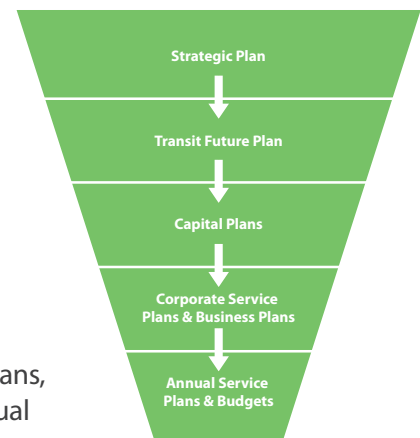 Strategic Plan
Transit Future Plan
Capital Plans
Corporate Service
Plans & Business Plans
Annual Service
Plans & Budgets